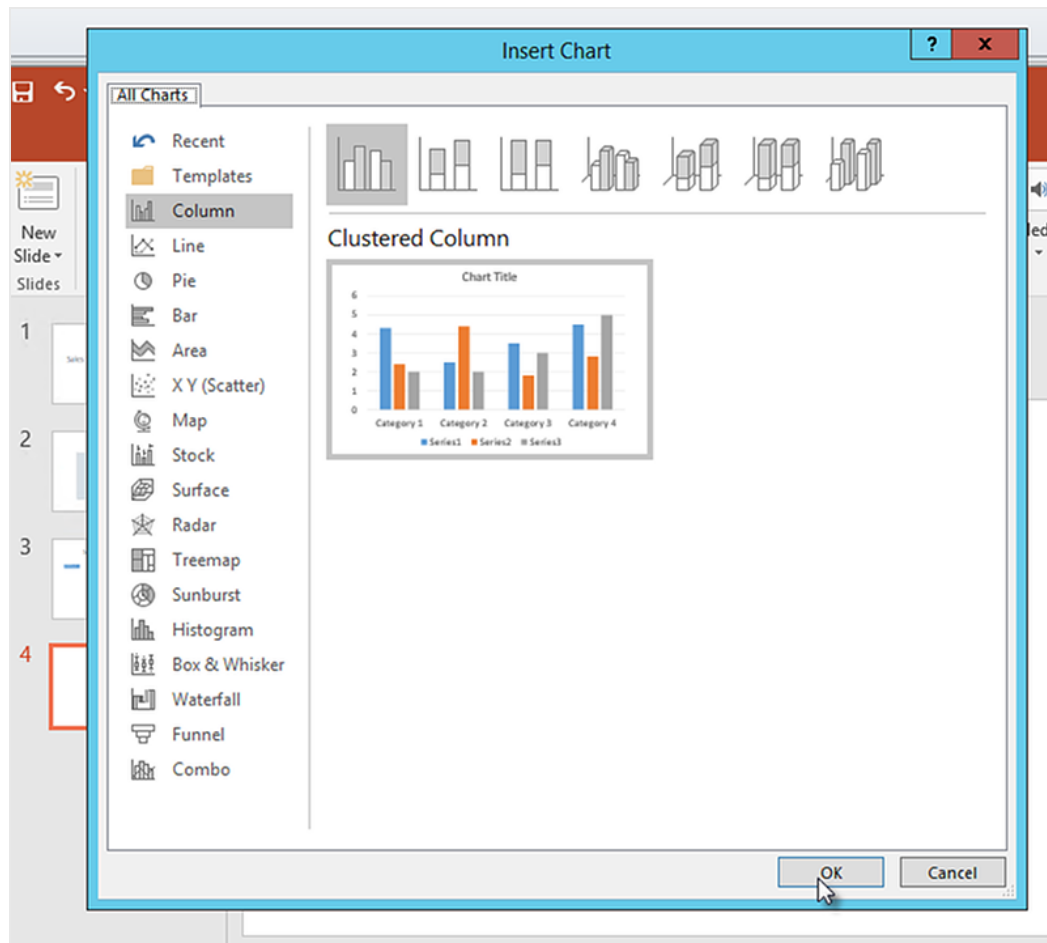 Insert Chart
?
x
All Charts
Recent
Templates
Column
Line
Pie
Bar
Area
X Y (Scatter)
Map
Stock
Surface
Radar
Treemap
Sunburst
Histogram
Box & Whisker
Waterfall
Funnel
Combo
Clustered Column
Chart Title
6
5
4
3
2
1
0
Category 1 Category 2 Category 3 Category 4
Series1 Series2 Series3
OK Cancel
New
Slide
Slides
1
Sales
2
3
4
led